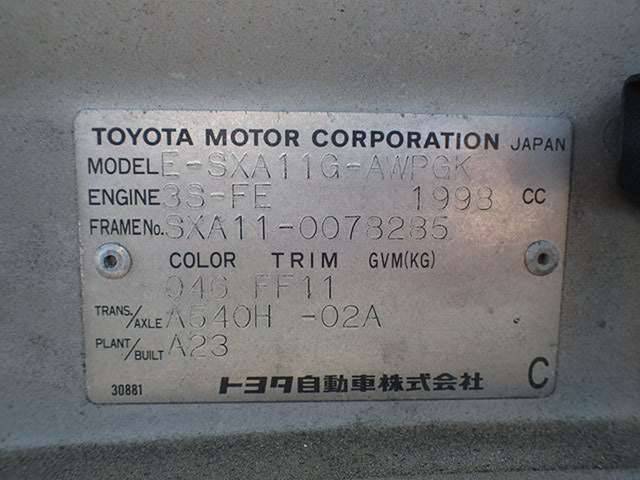 TOYOTA MOTOR CORPORATION JAPAN
MODEL E-SXA11G-AWPGK
ENGINE 3S-FE 1998 CC
FRAME No. SXA11-0078285
COLOR TRIM GVM(KG)
046 FF11
TRANS./AXLE A540H -02A
PLANT/BUILT A23
30881 トヨタ自動車株式会社 C